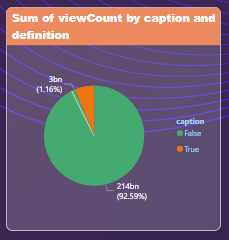 Sum of viewCount by caption and
definition
3bn
(1.16%)
caption
False
True
214bn
(92.59%)